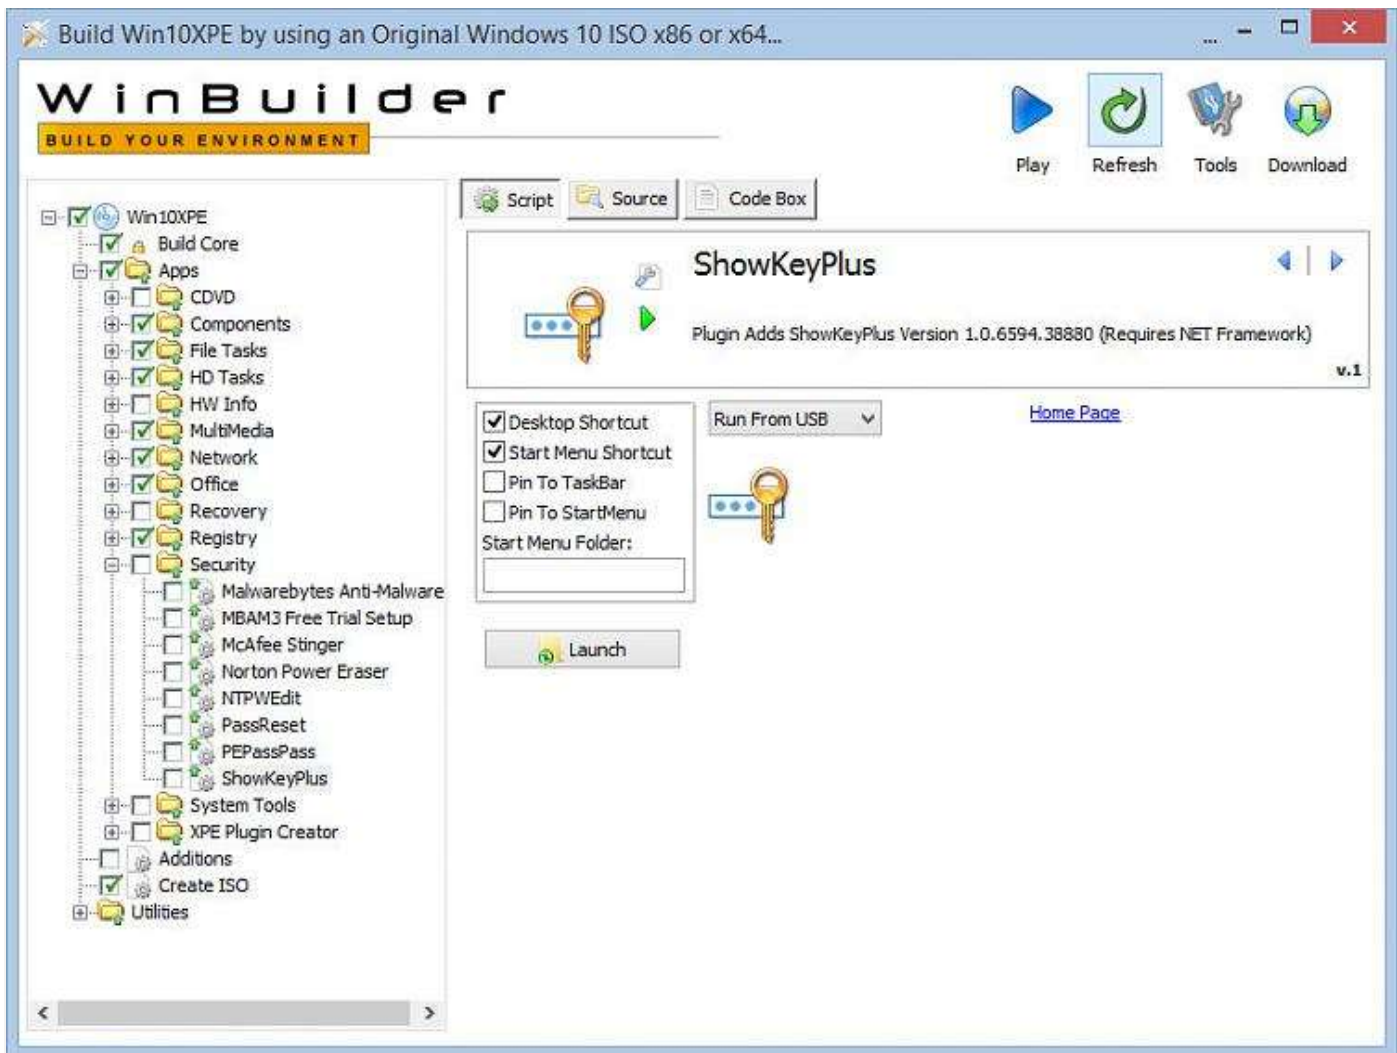 Build Win10XPE by using an Original Windows 10 ISO x86 or x64...
WinBuilder
BUILD YOUR ENVIRONMENT
Play
Refresh
Tools
Download
Script
Source
Code Box
Win10XPE
Build Core
Apps
CDVD
Components
File Tasks
HD Tasks
HW Info
MultiMedia
Network
Office
Recovery
Registry
Security
Malwarebytes Anti-Malware
MBAM3 Free Trial Setup
McAfee Stinger
Norton Power Eraser
NTPWEdit
PassReset
PEPassPass
ShowKeyPlus
System Tools
XPE Plugin Creator
Additions
Create ISO
Utilities
ShowKeyPlus
Plugin Adds ShowKeyPlus Version 1.0.6594.38880 (Requires NET Framework)
v.1
Desktop Shortcut
Start Menu Shortcut
Pin To TaskBar
Pin To StartMenu
Start Menu Folder:
Run From USB
Home Page
Launch